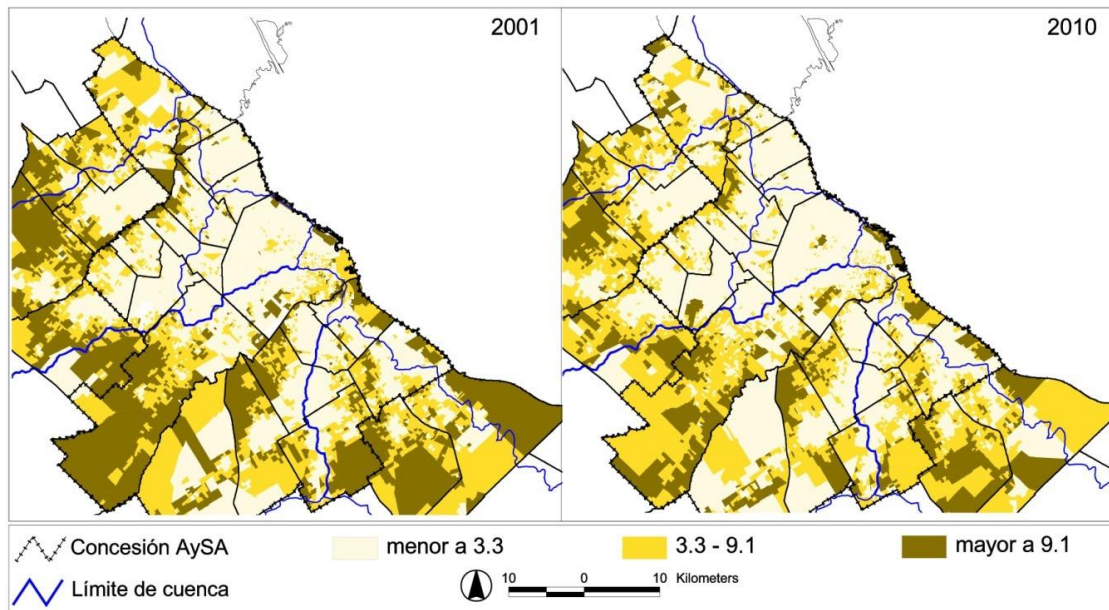 2001
2010
Concesión AySA
menor a 3.3
3.3 - 9.1
mayor a 9.1
Límite de cuenca
10 0 10 Kilometers